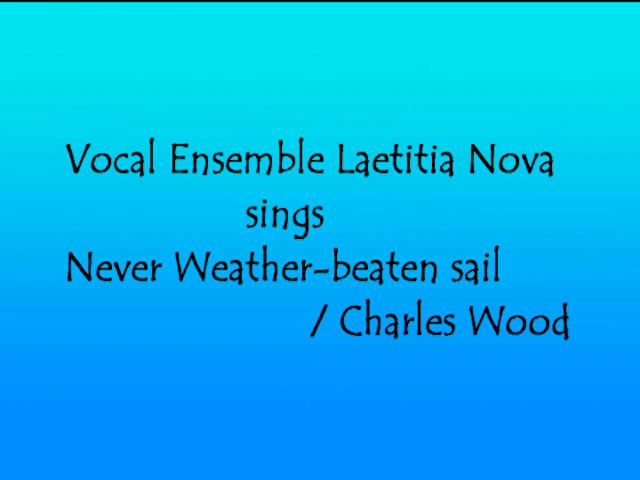 Vocal Ensemble Laetitia Nova
sings
Never Weather-beaten sail
/ Charles Wood